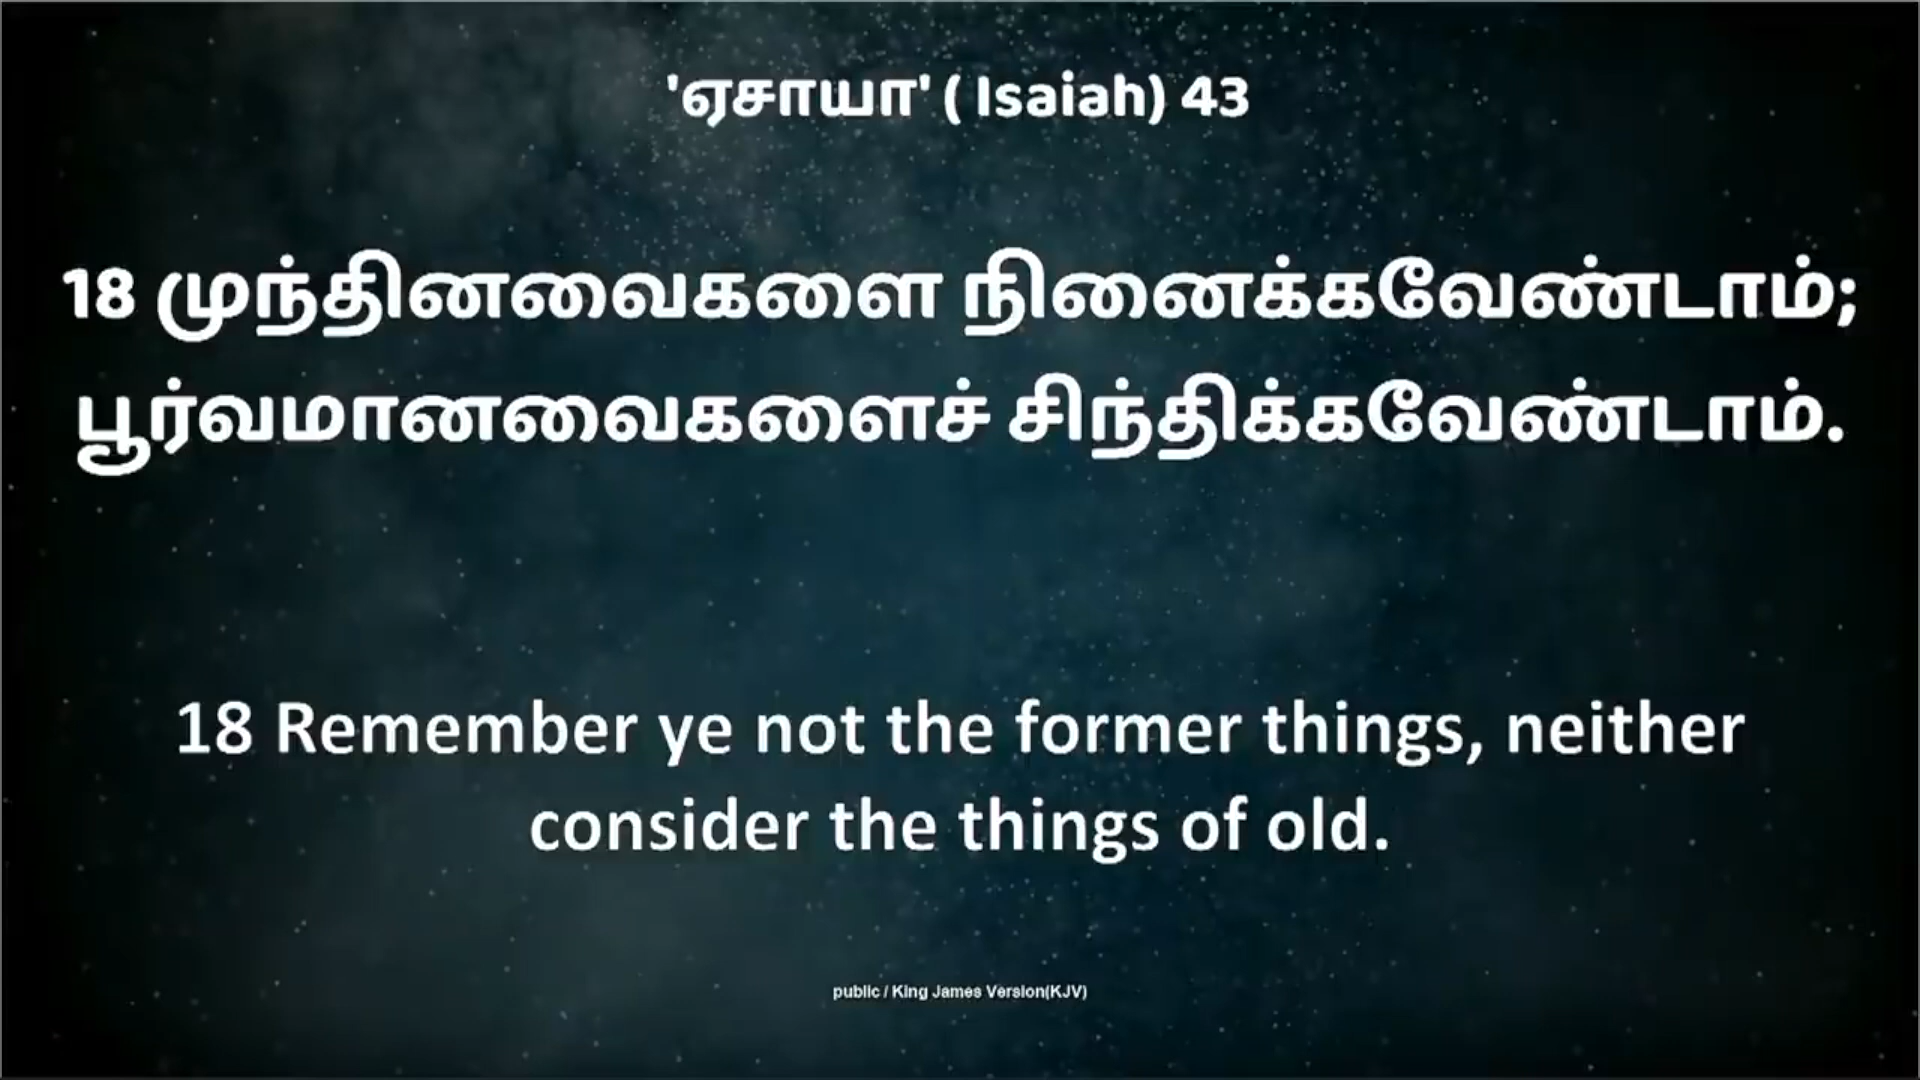 'ஏசாயா' ( Isaiah) 43
18 முந்தினவைகளை நினைக்கவேண்டாம்;
பூர்வமானவைகளைச் சிந்திக்கவேண்டாம்.
18 Remember ye not the former things, neither
consider the things of old.
public / King James Version(KJV)